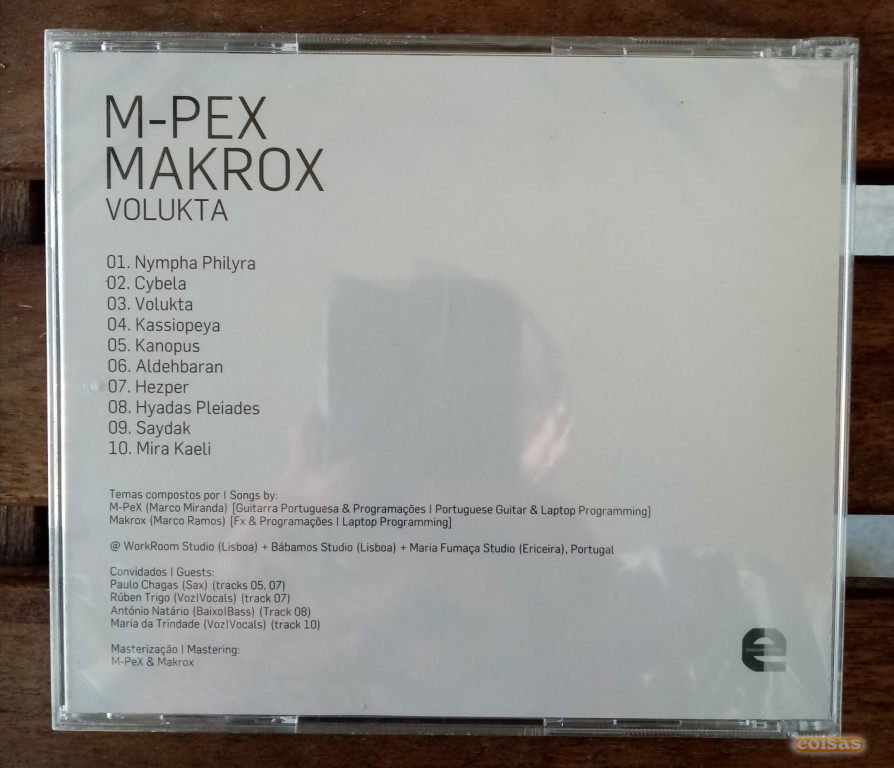 M-PEX
MAKROX
VOLUKTA
01. Nympha Philyra
02. Cybela
03. Volukta
04. Kassiopeya
05. Kanopus
06. Aldehbaran
07. Hezper
08. Hyadas Pleiades
09. Saydak
10. Mira Kaeli
Temas compostos por | Songs by:
M-PeX (Marco Miranda) [Guitarra Portuguesa & Programações | Portuguese Guitar & Laptop Programming]
Makrox (Marco Ramos) [Fx & Programações | Laptop Programming]
@ WorkRoom Studio (Lisboa) + Bábamos Studio (Lisboa) + Maria Fumaça Studio (Ericeira), Portugal
Convidados | Guests:
Paulo Chagas (Sax) (tracks 05, 07)
Rúben Trigo (Voz|Vocals) (track 07)
António Natário (Baixo|Bass) (Track 08)
Maria da Trindade (Voz|Vocals) (track 10)
Masterização | Mastering:
M-PeX & Makrox
e
coisas